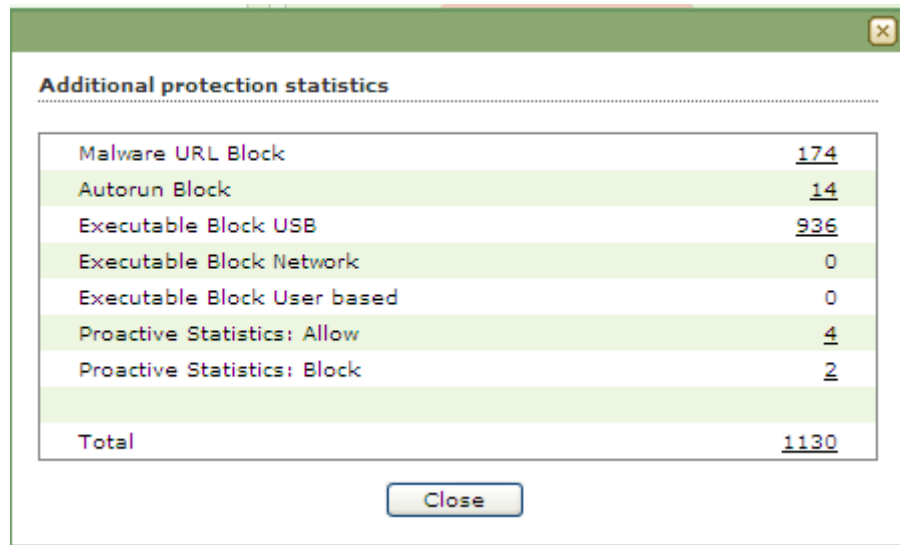 Additional protection statistics
Malware URL Block 174
Autorun Block 14
Executable Block USB 936
Executable Block Network 0
Executable Block User based 0
Proactive Statistics: Allow 4
Proactive Statistics: Block 2
Total 1130
Close